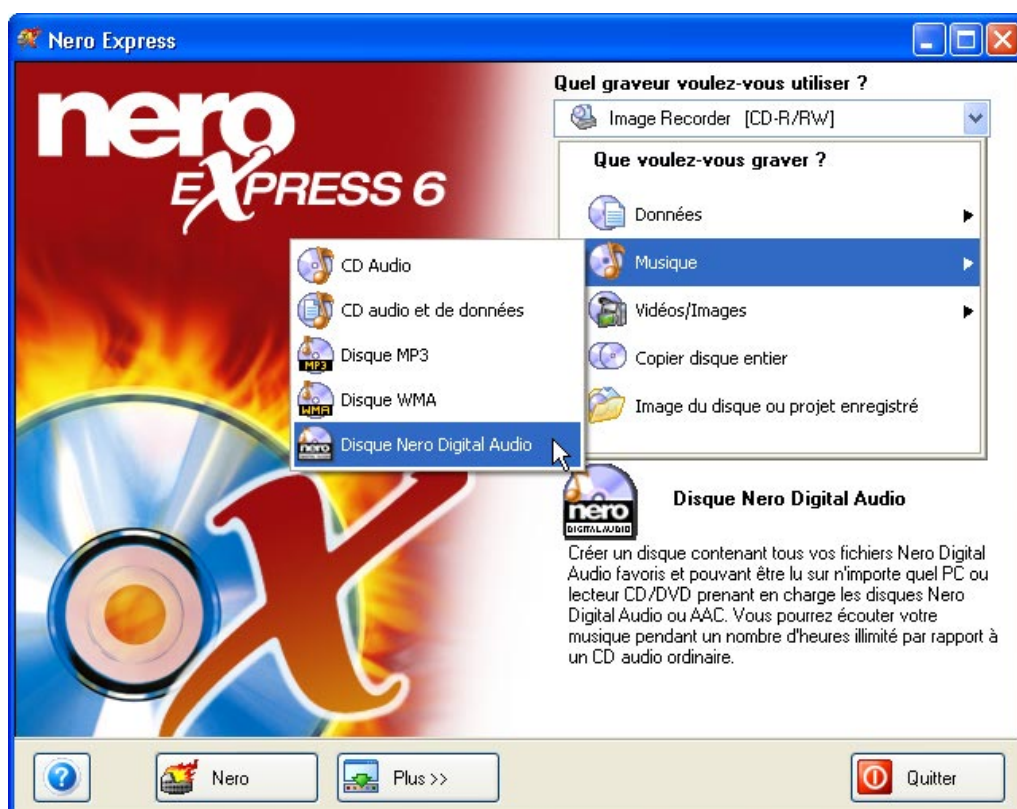 Nero Express
nero
EXPRESS 6
Quel graveur voulez-vous utiliser ?
Image Recorder [CD-R/RW]
Que voulez-vous graver ?
Données
Musique
Vidéos/Images
Copier disque entier
Image du disque ou projet enregistré
CD Audio
CD audio et de données
MP3
Disque MP3
WMA
Disque WMA
nero
Disque Nero Digital Audio
nero
DIGITAL AUDIO
Disque Nero Digital Audio
Créer un disque contenant tous vos fichiers Nero Digital
Audio favoris et pouvant être lu sur n'importe quel PC ou
lecteur CD/DVD prenant en charge les disques Nero
Digital Audio ou AAC. Vous pourrez écouter votre
musique pendant un nombre d'heures illimité par rapport à
un CD audio ordinaire.
?
Nero
Plus >>
Quitter